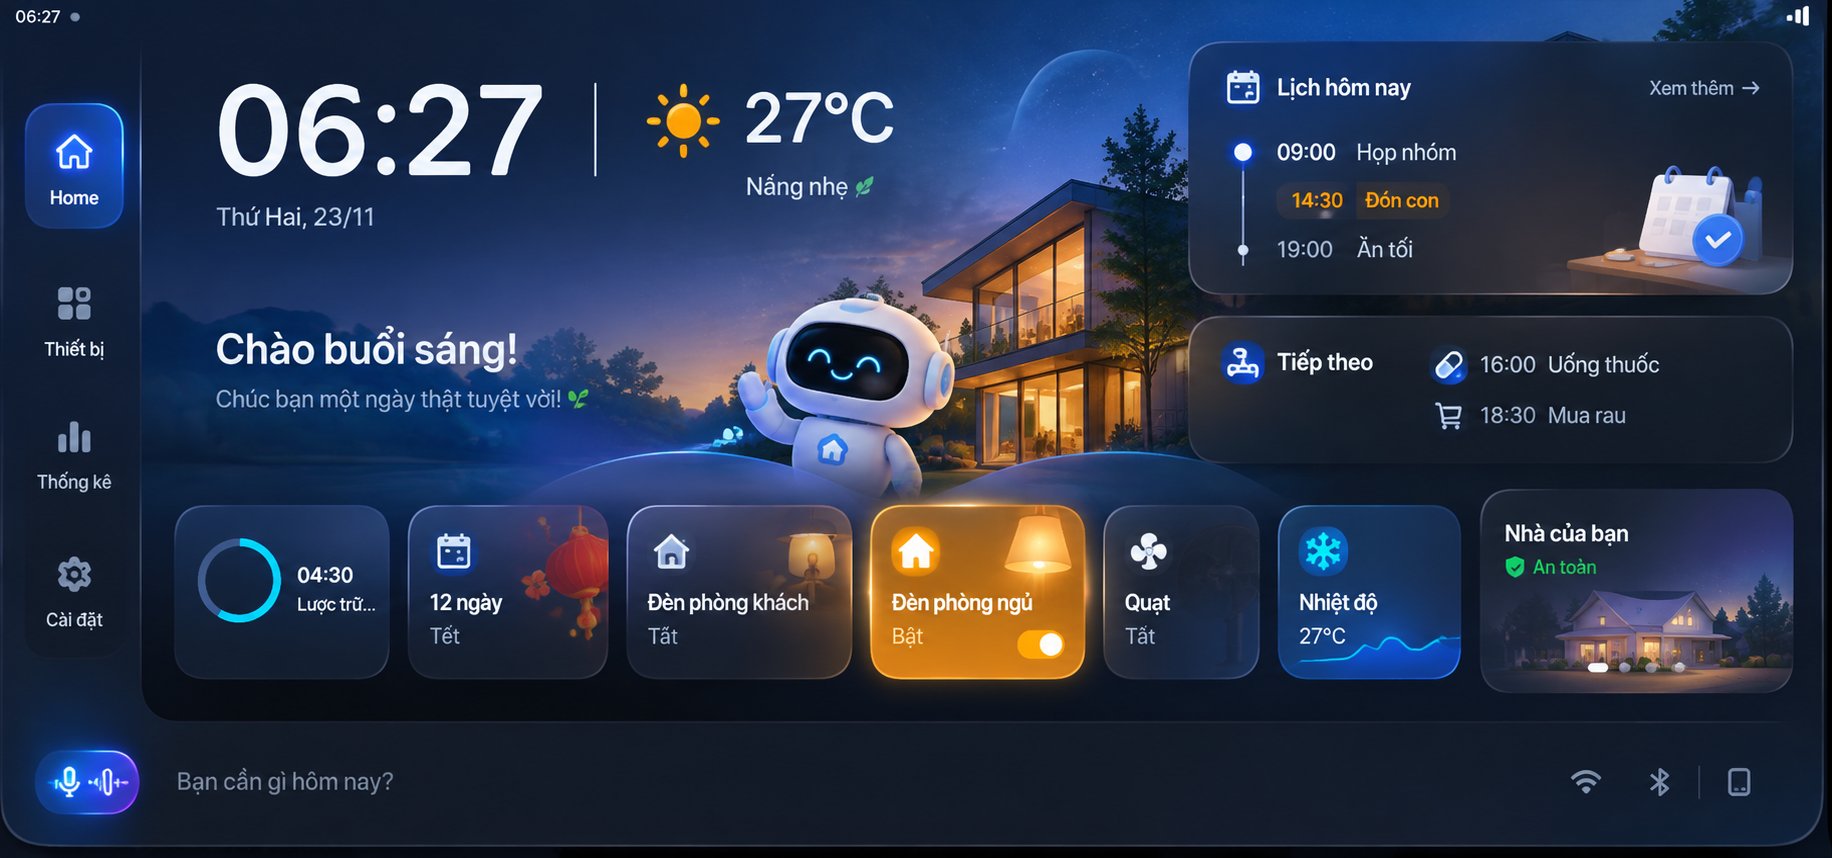 06:27
Home
Thiết bị
Thống kê
Cài đặt
06:27
Thứ Hai, 23/11
27°C
Nắng nhẹ
Chào buổi sáng!
Chúc bạn một ngày thật tuyệt vời!
Lịch hôm nay
Xem thêm →
09:00 Họp nhóm
14:30 Đón con
19:00 Ăn tối
Tiếp theo
16:00 Uống thuốc
18:30 Mua rau
04:30
Lược trữ...
12 ngày
Tết
Đèn phòng khách
Tắt
Đèn phòng ngủ
Bật
Quạt
Tắt
Nhiệt độ
27°C
Nhà của bạn
An toàn
Bạn cần gì hôm nay?